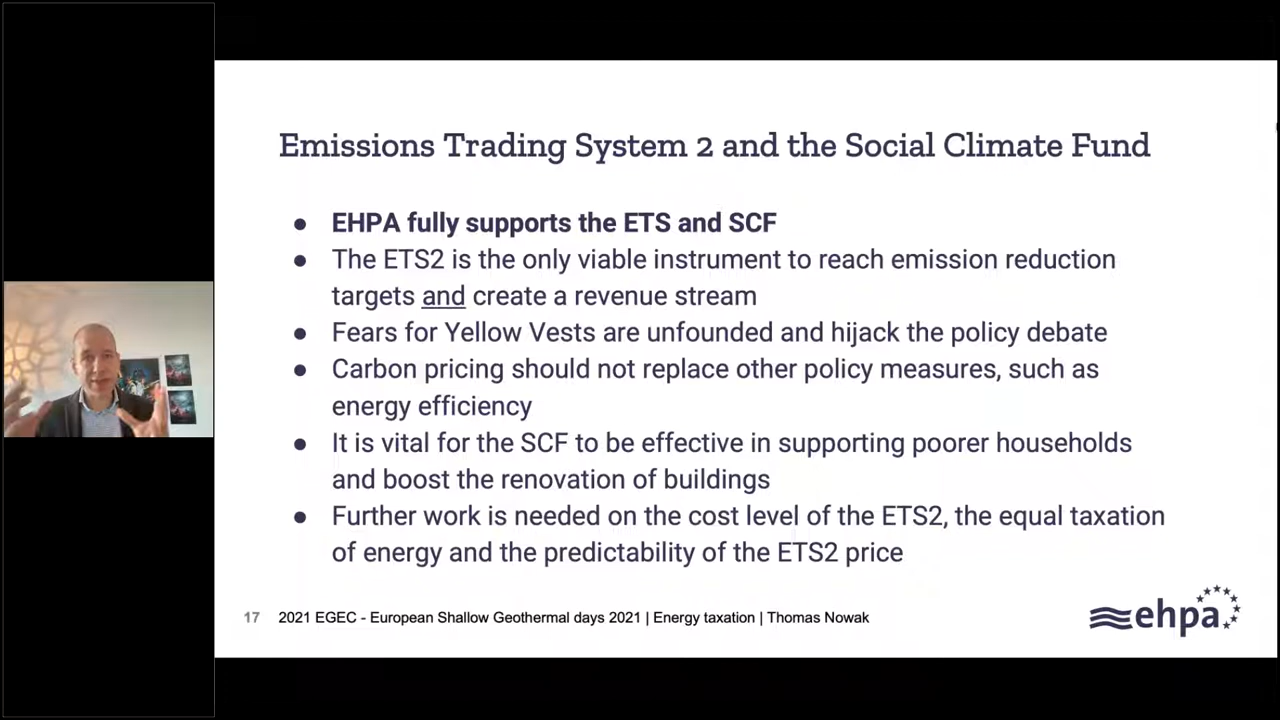 Emissions Trading System 2 and the Social Climate Fund
● EHPA fully supports the ETS and SCF
● The ETS2 is the only viable instrument to reach emission reduction
targets and create a revenue stream
● Fears for Yellow Vests are unfounded and hijack the policy debate
● Carbon pricing should not replace other policy measures, such as
energy efficiency
● It is vital for the SCF to be effective in supporting poorer households
and boost the renovation of buildings
● Further work is needed on the cost level of the ETS2, the equal taxation
of energy and the predictability of the ETS2 price
17 2021 EGEC - European Shallow Geothermal days 2021 | Energy taxation | Thomas Nowak
ehpa